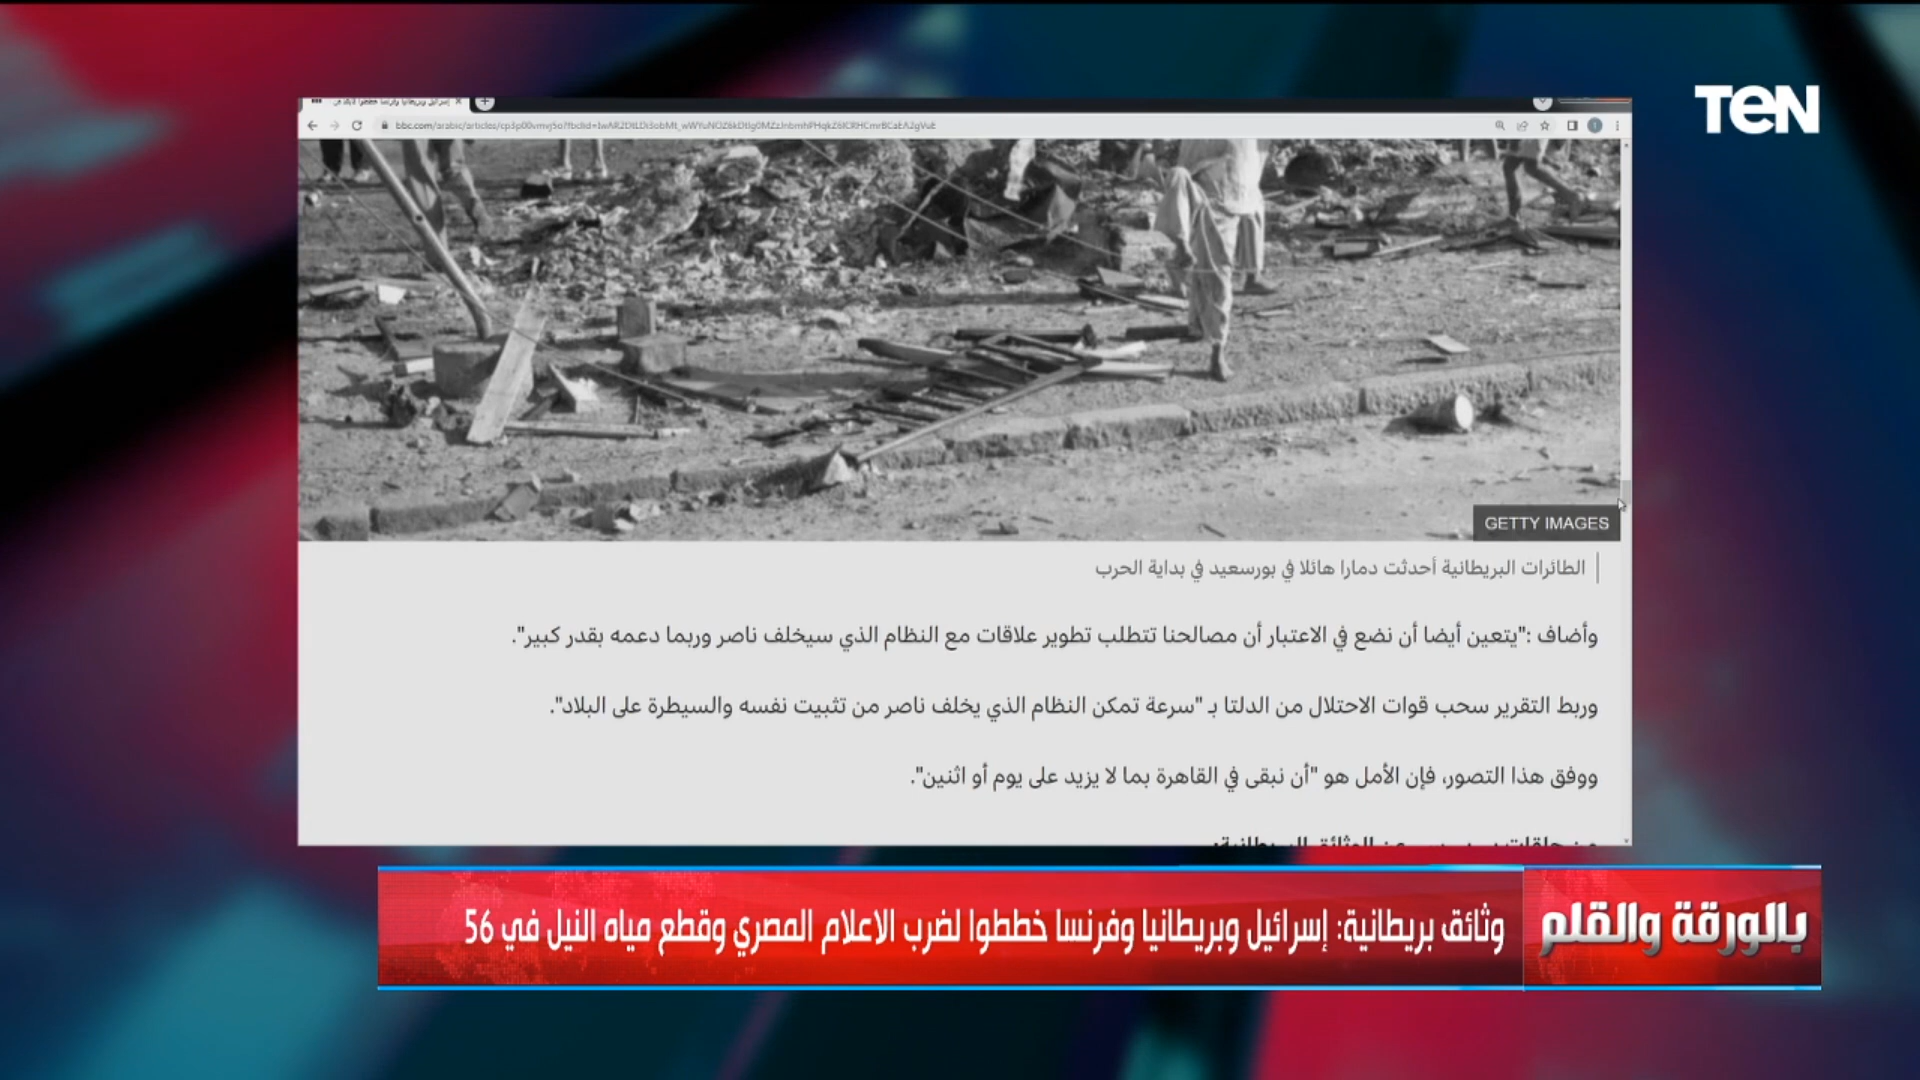 TEN
إسرائيل وبريطانيا وفرنسا خططوا
GETTY IMAGES
الطائرات البريطانية أحدثت دمارا هائلا في بورسعيد في بداية الحرب
وأضاف :"يتعين أيضا أن نضع في الاعتبار أن مصالحنا تتطلب تطوير علاقات مع النظام الذي سيخلف ناصر وربما دعمه بقدر كبير".
وربط التقرير سحب قوات الاحتلال من الدلتا بـ "سرعة تمكن النظام الذي يخلف ناصر من تثبيت نفسه والسيطرة على البلاد".
ووفق هذا التصور، فإن الأمل هو "أن نبقى في القاهرة بما لا يزيد على يوم أو اثنين".
بالورقة والقلم
وثائق بريطانية: إسرائيل وبريطانيا وفرنسا خططوا لضرب الاعلام المصري وقطع مياه النيل في 56